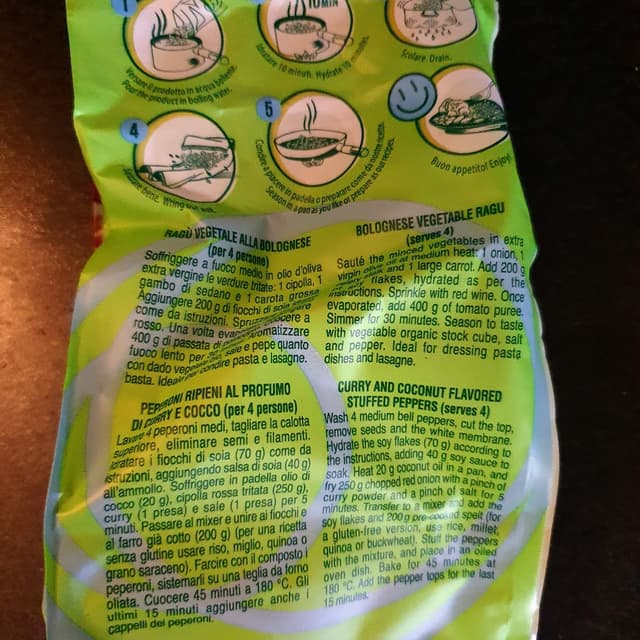 1
10 MIN
Versare il prodotto in acqua bollente.
Pour the product in boiling water.
Idratare 10 minuti. Hydrate 10 minutes.
Scolare. Drain.
4
bene. Wring out well.
5
Condire a piacere in padella o preparare come da nostre ricette.
Season in a pan as you like or prepare as our recipes.
Buon appetito! Enjoy
RAGÙ VEGETALE ALLA BOLOGNESE
(per 4 persone)
Soffriggere a fuoco medio in olio d'oliva
extra vergine le verdure tritate: 1 cipolla, 1
gambo di sedano e 1 carota grossa.
Aggiungere 200 g di fiocchi di soia
come da istruzioni.
rosso. Una volta
400 g di passata di
fuoco lento per 30 sale e pepe quanto
con dado
basta. Ideale per condire pasta e lasagne.
BOLOGNESE VEGETABLE RAGU
(serves 4)
Sauté the minced vegetables in extra
virgin olive oil at medium heat: 1 onion, 1
stalk and 1 large carrot. Add 200 g
flakes, hydrated as per the
instructions. Sprinkle with red wine. Once
evaporated, add 400 g of tomato puree.
Simmer for 30 minutes. Season to taste
with vegetable organic stock cube, salt
and pepper. Ideal for dressing pasta
dishes and lasagne.
PEPERONI RIPIENI AL PROFUMO
DI CURRY E COCCO (per 4 persone)
Lavare 4 peperoni medi, tagliare la calotta
superiore, eliminare semi e filamenti.
Idratare i fiocchi di soia (70 g) come da
istruzioni, aggiungendo salsa di soia (40 g)
all'ammollo. Soffriggere in padella olio di
cocco (20 g), cipolla rossa tritata (250 g),
curry (1 presa) e sale (1 presa) per 5
minuti. Passare al mixer e unire ai fiocchi e
al farro già cotto (200 g) (per una ricetta
senza glutine usare riso, miglio, quinoa o
grano saraceno). Farcire con il composto i
peperoni, sistemarli su una teglia da forno
oliata. Cuocere 45 minuti a 180 °C. Gli
ultimi 15 minuti aggiungere anche i
cappelli dei peperoni.
CURRY AND COCONUT FLAVORED
STUFFED PEPPERS (serves 4)
Wash 4 medium bell peppers, cut the top,
remove seeds and the white membrane.
Hydrate the soy flakes (70 g) according to
the instructions, adding 40 g soy sauce to
soak. Heat 20 g coconut oil in a pan, and
fry 250 g chopped red onion with a pinch of
curry powder and a pinch of salt for 5
minutes. Transfer to a mixer and add the
soy flakes and 200 g pre-cooked spelt (for
a gluten-free version, use rice, millet,
quinoa or buckwheat). Stuff the peppers
with the mixture, and place in an oiled
oven dish. Bake for 45 minutes at
180 °C. Add the pepper tops for the last
15 minutes.